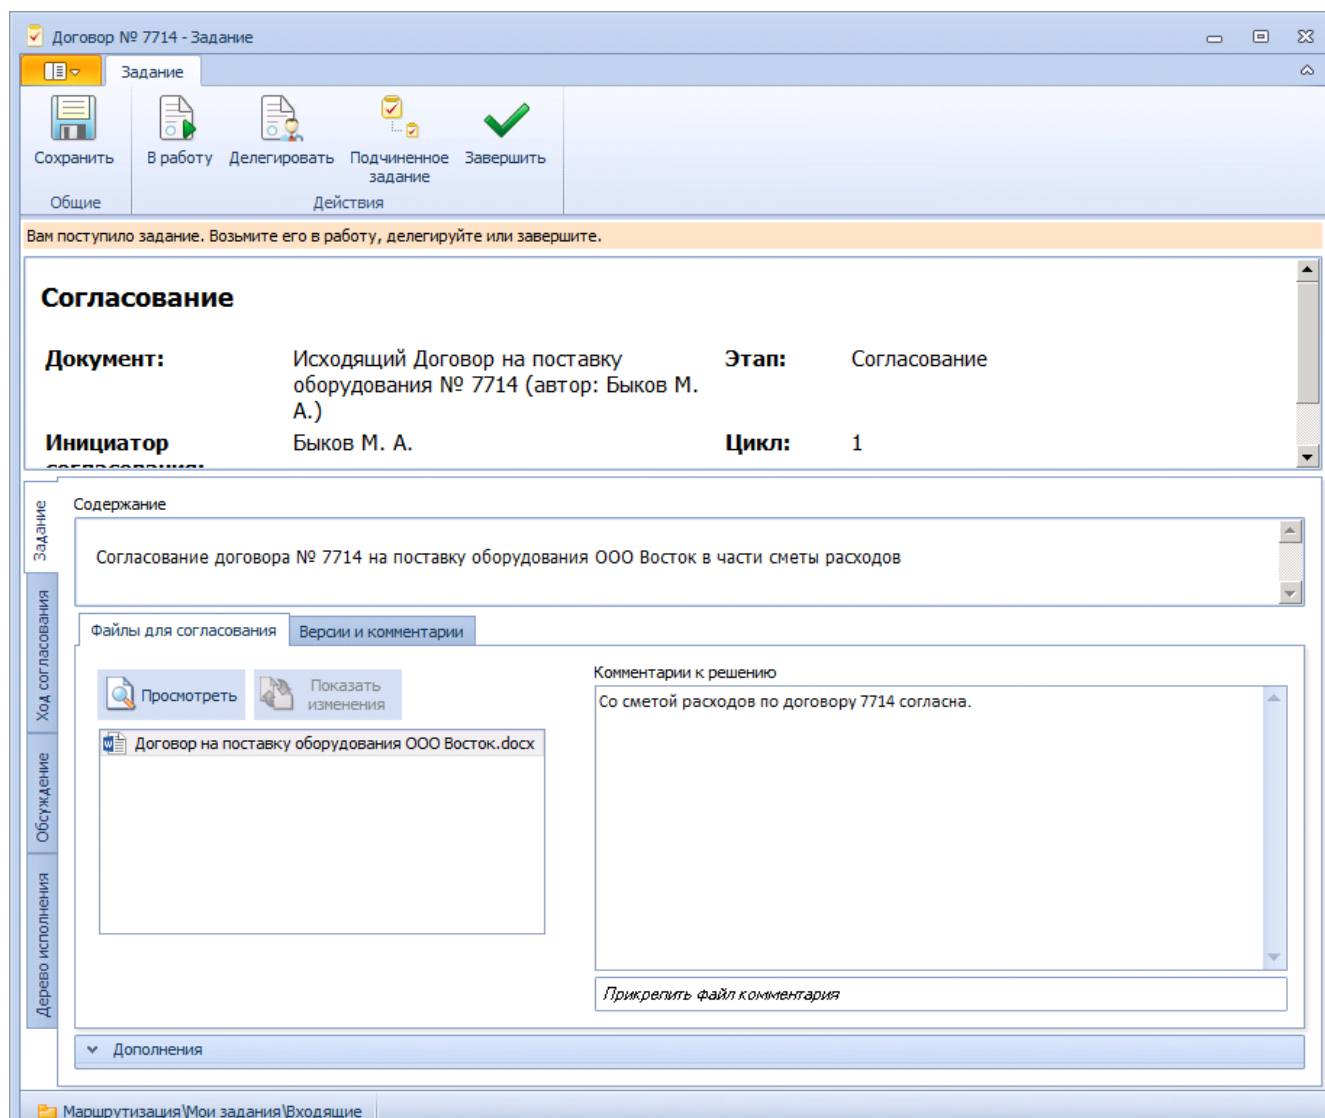 Договор № 7714 - Задание
Задание
Сохранить
В работу
Делегировать
Подчиненное
задание
Завершить
Общие
Действия
Вам поступило задание. Возьмите его в работу, делегируйте или завершите.
Согласование
Документ:
Исходящий Договор на поставку
оборудования № 7714 (автор: Быков М.
А.)
Этап:
Согласование
Инициатор
согласования:
Быков М. А.
Цикл:
1
Задание
Ход согласования
Обсуждение
Дерево исполнения
Содержание
Согласование договора № 7714 на поставку оборудования ООО Восток в части сметы расходов
Файлы для согласования
Версии и комментарии
Просмотреть
Показать
изменения
Договор на поставку оборудования ООО Восток.docx
Комментарии к решению
Со сметой расходов по договору 7714 согласна.
Прикрепить файл комментария
Дополнения
Маршрутизация\Мои задания\Входящие